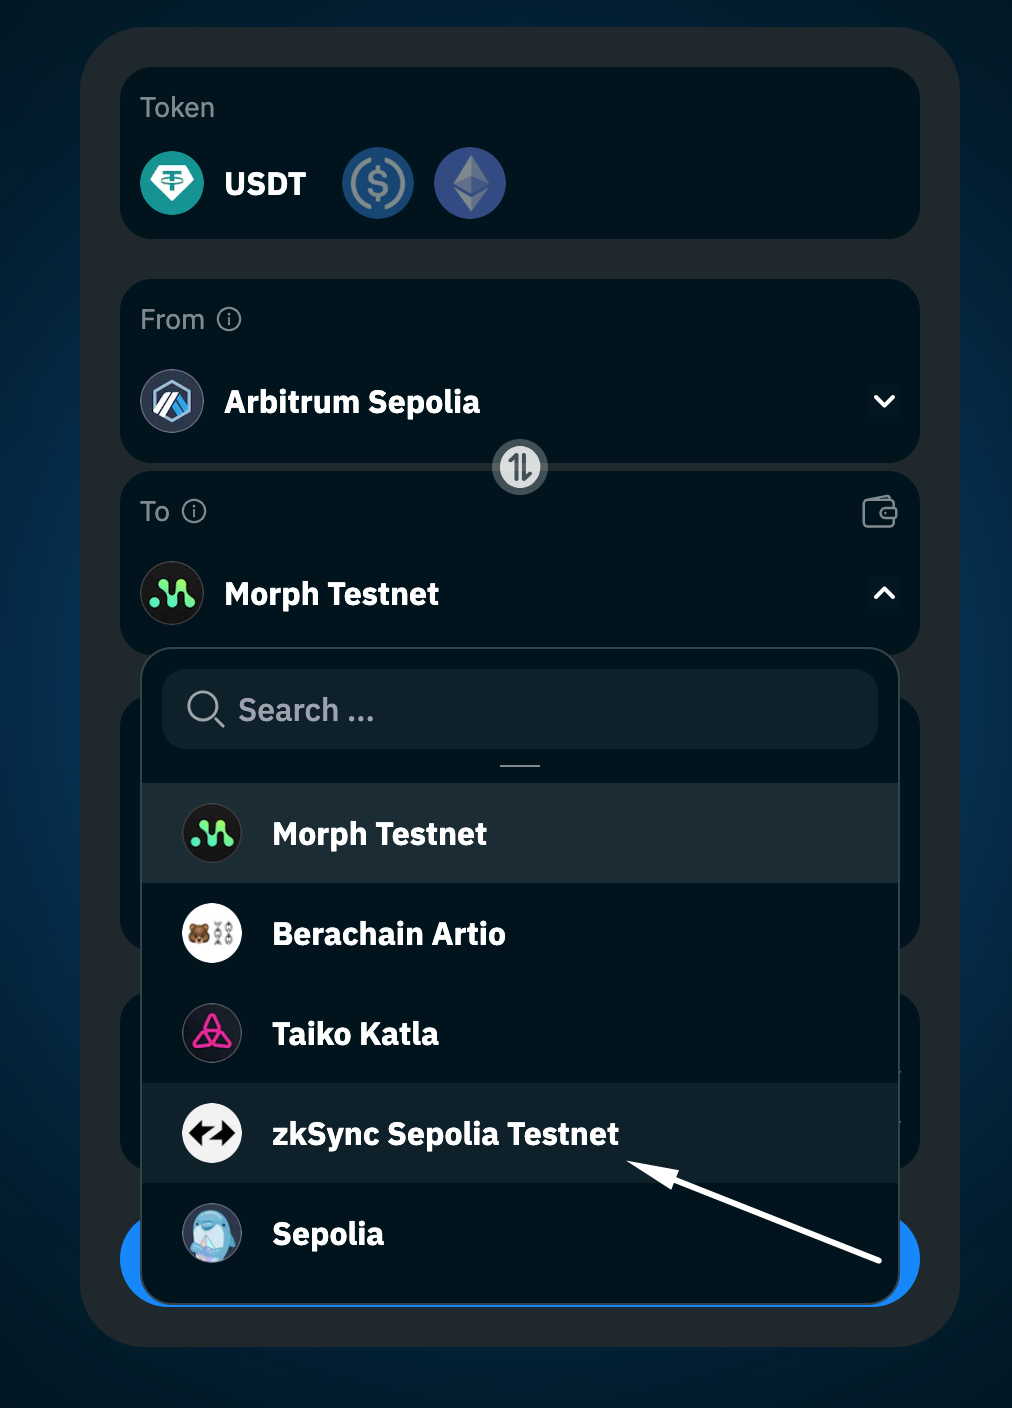 Token
USDT
From
Arbitrum Sepolia
To
Morph Testnet
Search ...
Morph Testnet
Berachain Artio
Taiko Katla
zkSync Sepolia Testnet
Sepolia